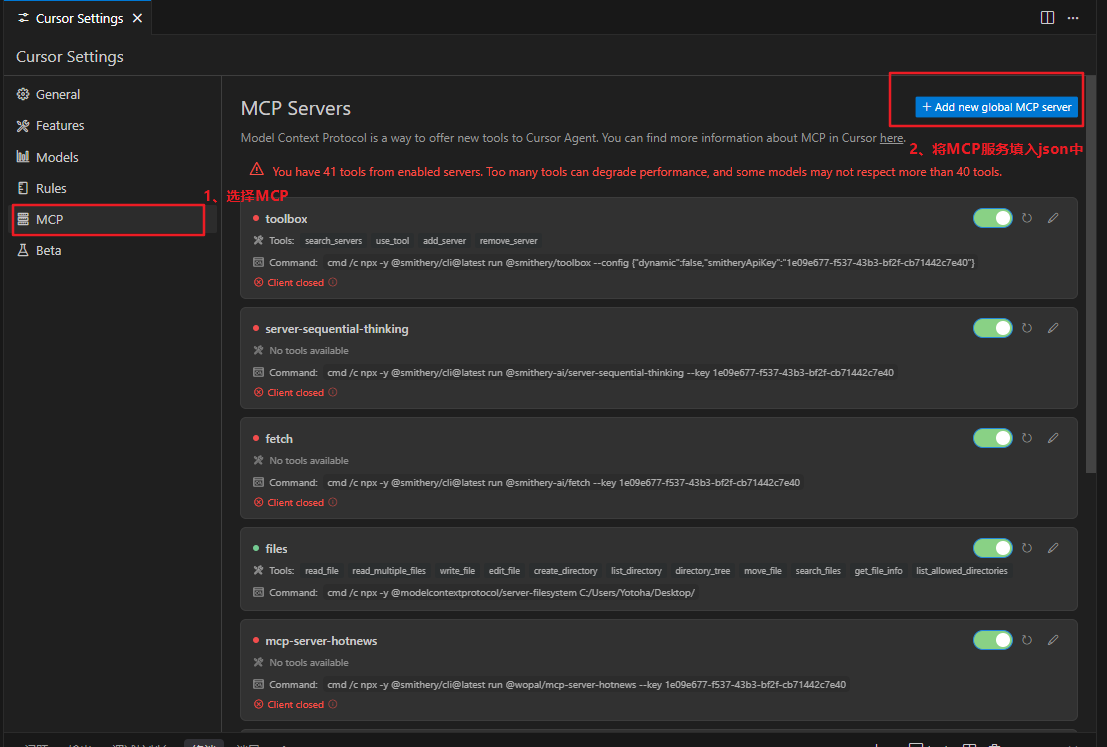 Cursor Settings
Cursor Settings
General
Features
Models
Rules
MCP
Beta
1、选择MCP
MCP Servers
+ Add new global MCP server
Model Context Protocol is a way to offer new tools to Cursor Agent. You can find more information about MCP in Cursor here.
2、将MCP服务填入json中
You have 41 tools from enabled servers. Too many tools can degrade performance, and some models may not respect more than 40 tools.
toolbox
Tools: search_servers use_tool add_server remove_server
Command: cmd /c npx -y @smithery/cli@latest run @smithery/toolbox --config {"dynamic":false,"smitheryApiKey":"1e09e677-f537-43b3-bf2f-cb71442c7e40"}
Client closed
server-sequential-thinking
No tools available
Command: cmd /c npx -y @smithery/cli@latest run @smithery-ai/server-sequential-thinking --key 1e09e677-f537-43b3-bf2f-cb71442c7e40
Client closed
fetch
No tools available
Command: cmd /c npx -y @smithery/cli@latest run @smithery-ai/fetch --key 1e09e677-f537-43b3-bf2f-cb71442c7e40
Client closed
files
Tools: read_file read_multiple_files write_file edit_file create_directory list_directory directory_tree move_file search_files get_file_info list_allowed_directories
Command: cmd /c npx -y @modelcontextprotocol/server-filesystem C:/Users/Yotoha/Desktop/
mcp-server-hotnews
No tools available
Command: cmd /c npx -y @smithery/cli@latest run @wopal/mcp-server-hotnews --key 1e09e677-f537-43b3-bf2f-cb71442c7e40
Client closed